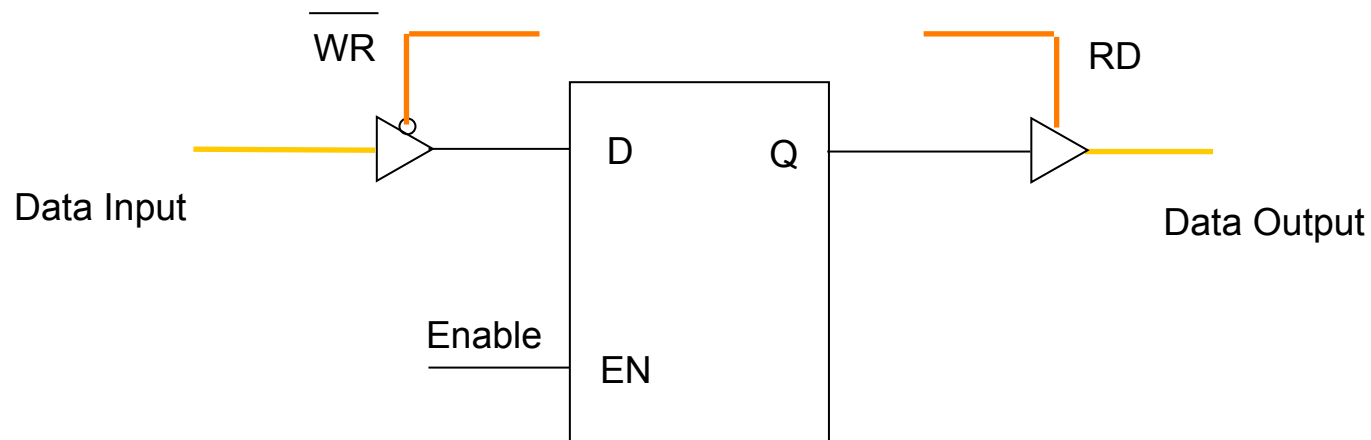 WR
RD
D
Q
Data Input
Data Output
Enable
EN